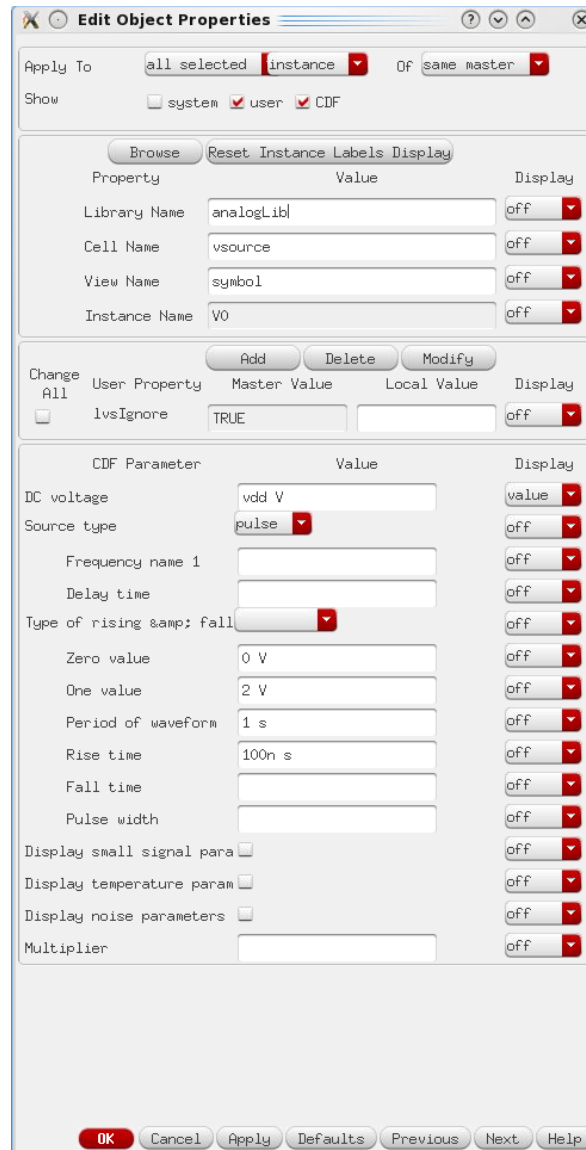 Edit Object Properties
Apply To all selected instance Of same master
Show system user CDF
Browse Reset Instance Labels Display
Property Value Display
Library Name analogLib off
Cell Name vsource off
View Name symbol off
Instance Name V0 off
Add Delete Modify
Change All User Property Master Value Local Value Display
lvsIgnore TRUE off
CDF Parameter Value Display
DC voltage vdd V value
Source type pulse off
Frequency name 1 off
Delay time off
Type of rising &amp; fall off
Zero value 0 V off
One value 2 V off
Period of waveform 1 s off
Rise time 100n s off
Fall time off
Pulse width off
Display small signal para off
Display temperature param off
Display noise parameters off
Multiplier off
OK Cancel Apply Defaults Previous Next Help